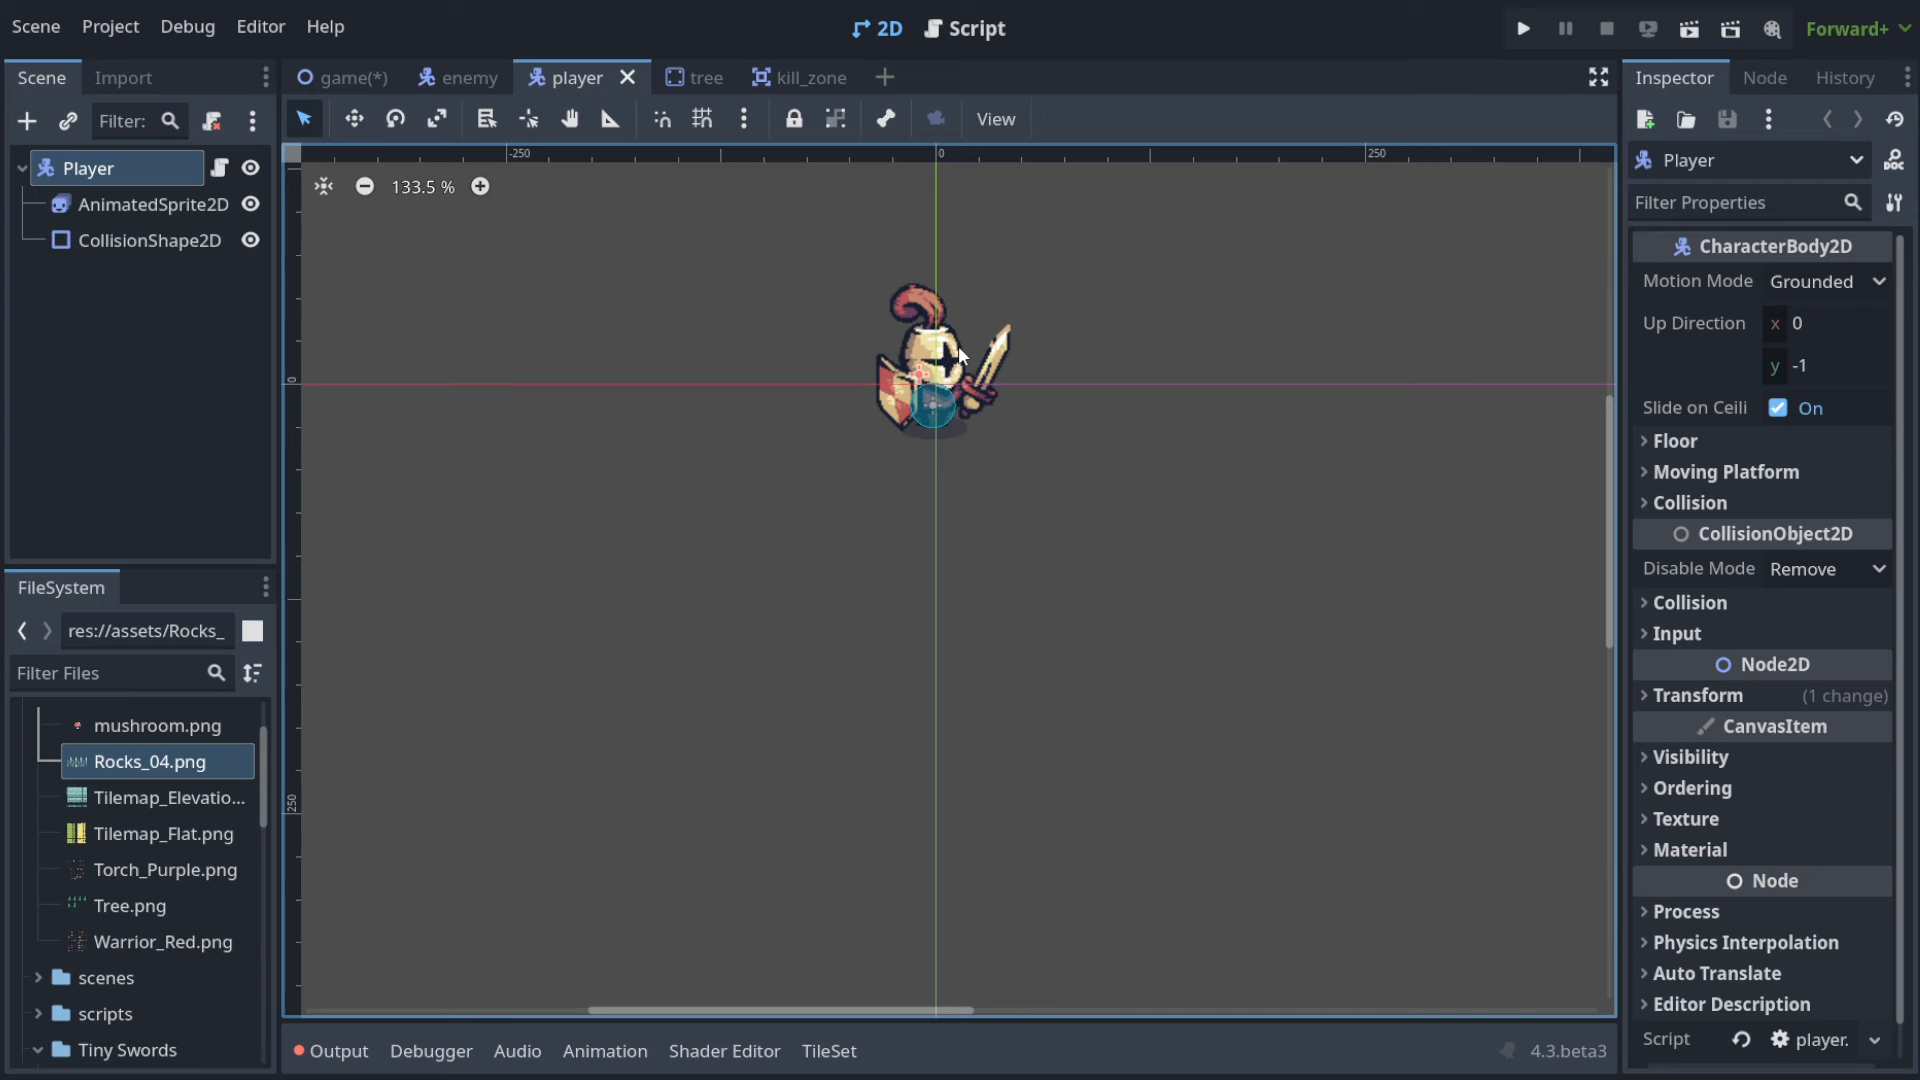 Scene Project Debug Editor Help
2D Script
Forward+
Scene Import
game(*) enemy player tree kill_zone
Inspector Node History
Filter:
View
Player
AnimatedSprite2D
CollisionShape2D
-250 0 250
133.5 %
0
250
FileSystem
res://assets/Rocks_
Filter Files
mushroom.png
Rocks_04.png
Tilemap_Elevatio...
Tilemap_Flat.png
Torch_Purple.png
Tree.png
Warrior_Red.png
scenes
scripts
Tiny Swords
Output Debugger Audio Animation Shader Editor TileSet
4.3.beta3
Player
DOC
Filter Properties
CharacterBody2D
Motion Mode Grounded
Up Direction x 0
y -1
Slide on Ceili On
Floor
Moving Platform
Collision
CollisionObject2D
Disable Mode Remove
Collision
Input
Node2D
Transform (1 change)
CanvasItem
Visibility
Ordering
Texture
Material
Node
Process
Physics Interpolation
Auto Translate
Editor Description
Script player.